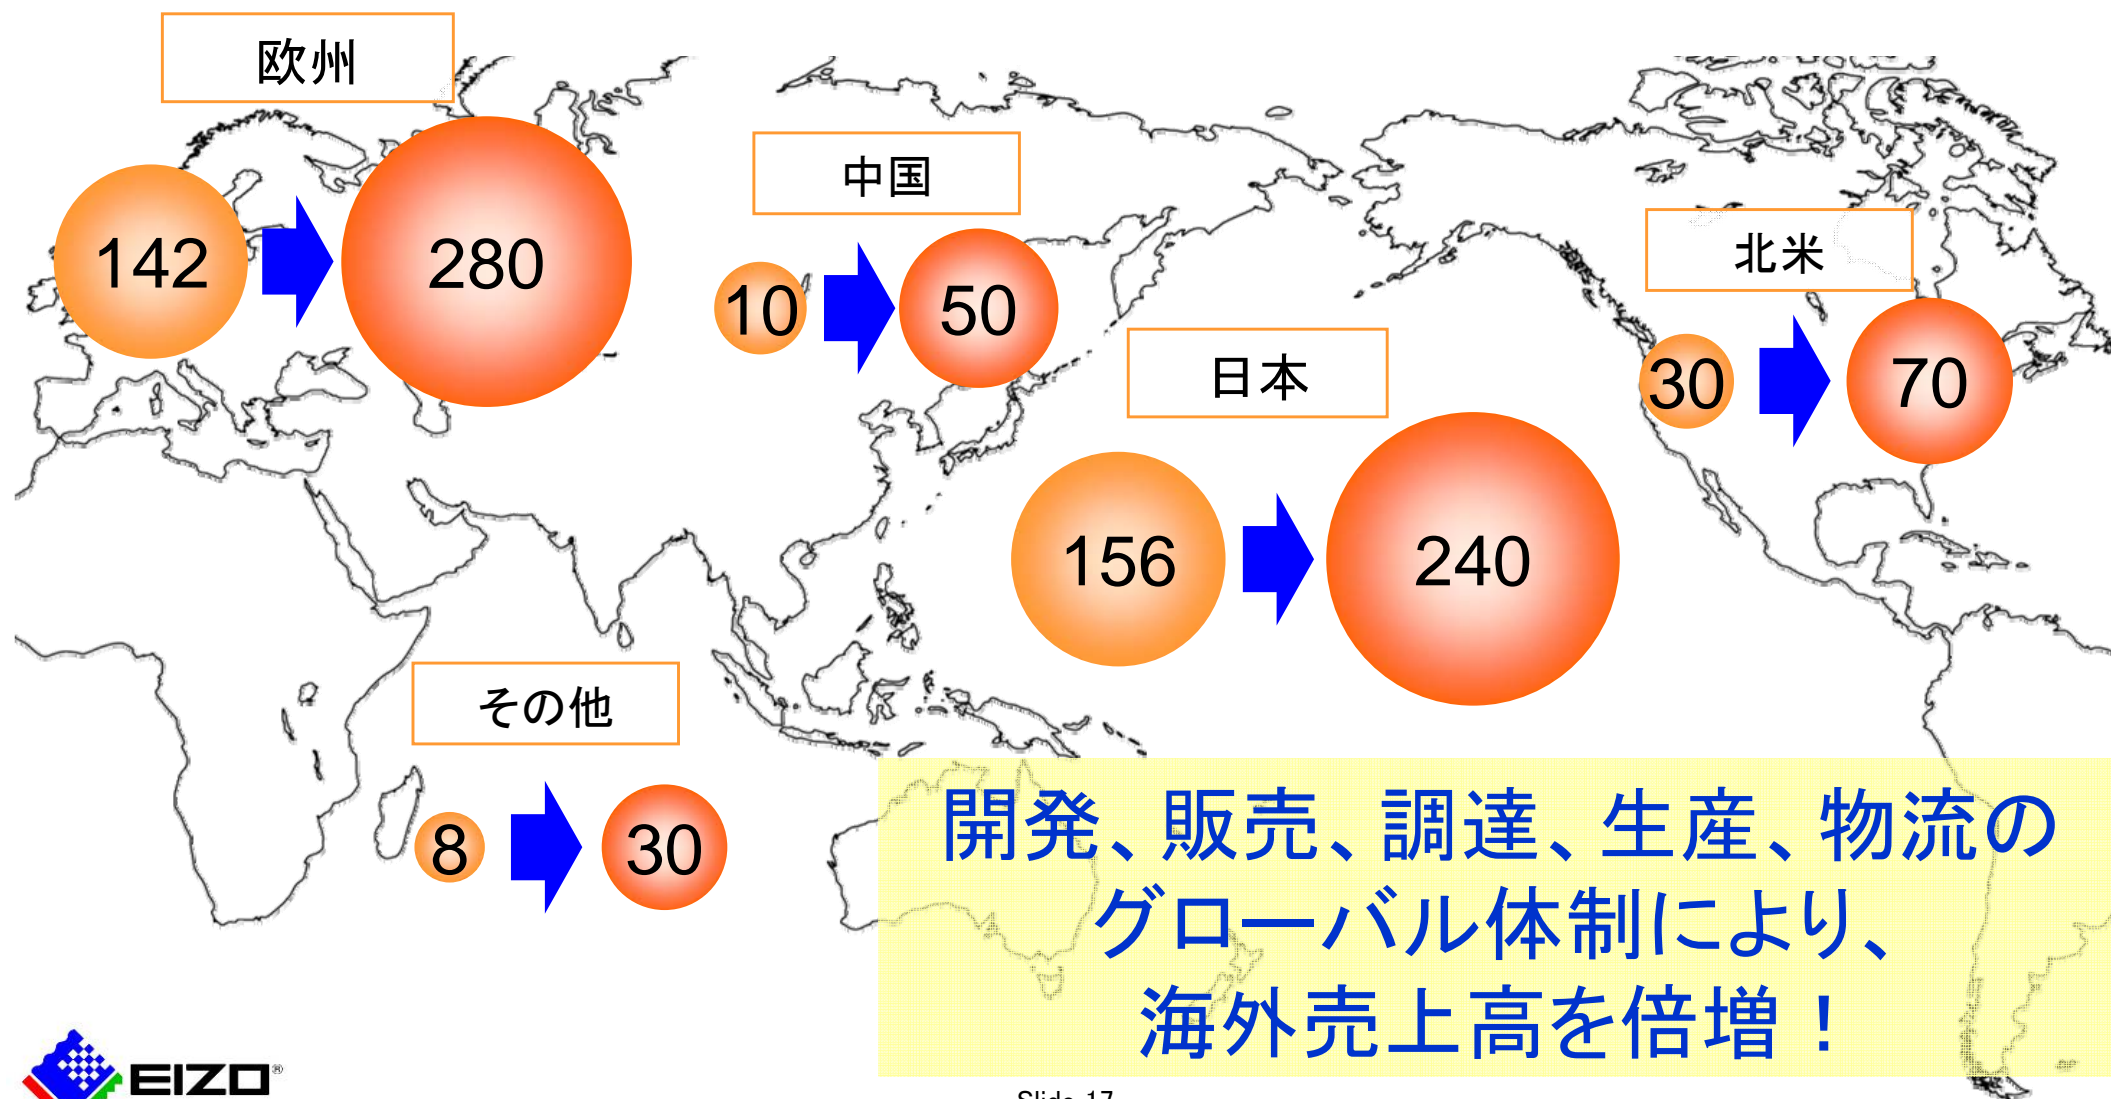 欧州
142
280
中国
10
50
北米
30
70
日本
156
240
その他
8
30
開発、販売、調達、生産、物流の
グローバル体制により、
海外売上高を倍増！
EIZO®
Slide 17